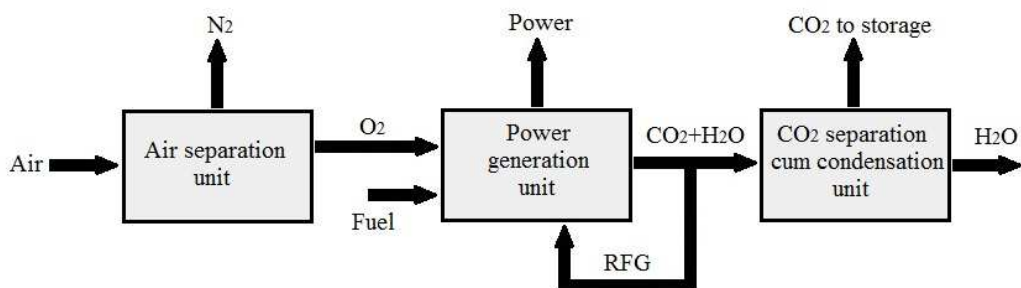 N2
Power
CO2 to storage
Air
Air separation
unit
O2
Fuel
Power
generation
unit
CO2+H2O
RFG
CO2 separation
cum condensation
unit
H2O